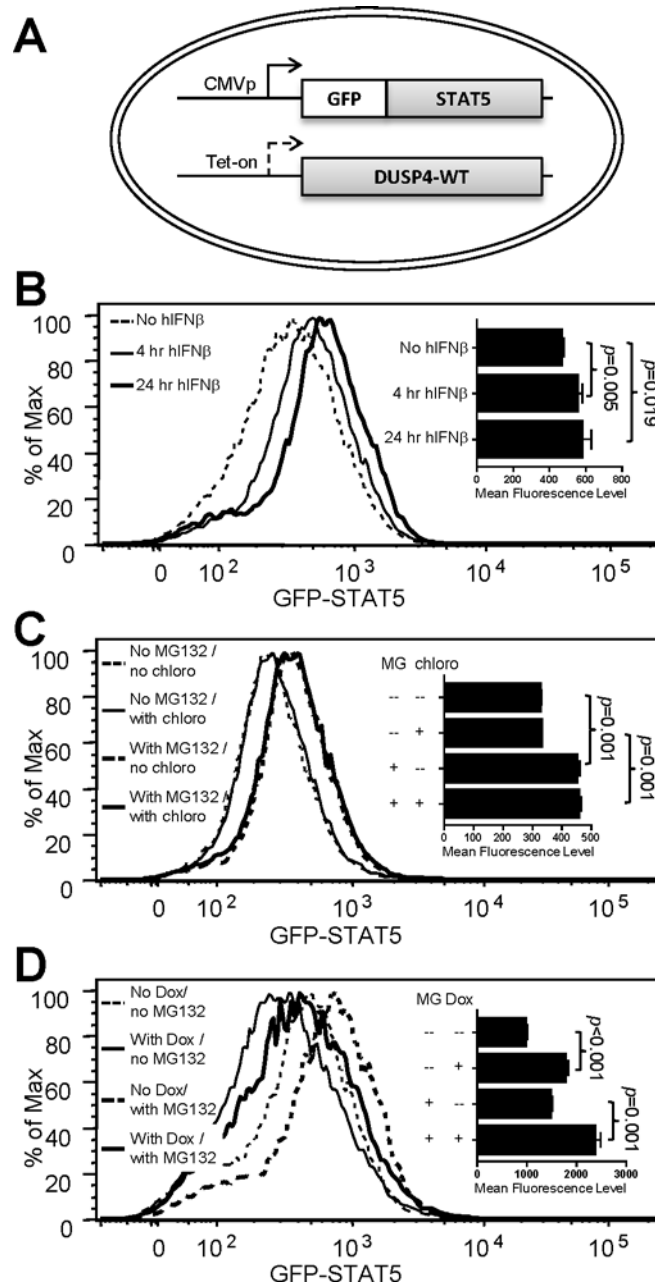 A
CMVp
GFP
STAT5
Tet-on
DUSP4-WT
B
% of Max
100
80
60
40
20
0
No hIFNβ
4 hr hIFNβ
24 hr hIFNβ
No hIFNβ
4 hr hIFNβ
24 hr hIFNβ
p=0.005
p=0.019
0 200 400 600 800
Mean Fluorescence Level
0 10² 10³ 10⁴ 10⁵
GFP-STAT5
C
% of Max
100
80
60
40
20
0
No MG132 /
no chloro
No MG132 /
with chloro
With MG132 /
no chloro
With MG132 /
with chloro
MG chloro
-- --
-- +
+ --
+ +
p=0.001
p=0.001
0 100 200 300 400 500
Mean Fluorescence Level
0 10² 10³ 10⁴ 10⁵
GFP-STAT5
D
% of Max
100
80
60
40
20
0
No Dox/
no MG132
With Dox /
no MG132
No Dox/
with MG132
With Dox /
with MG132
MG Dox
-- --
-- +
+ --
+ +
p<0.001
p=0.001
0 1000 2000 3000
Mean Fluorescence Level
0 10² 10³ 10⁴ 10⁵
GFP-STAT5